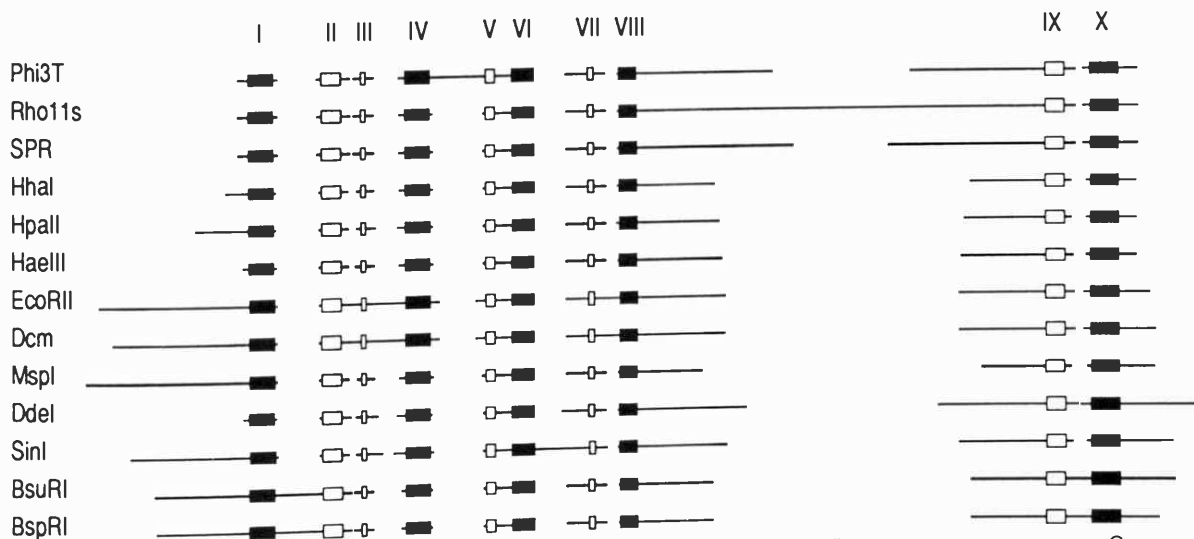 I II III IV V VI VII VIII IX X
Phi3T
Rho11s
SPR
HhaI
HpaII
HaeIII
EcoRII
Dcm
MspI
DdeI
SinI
BsuRI
BspRI